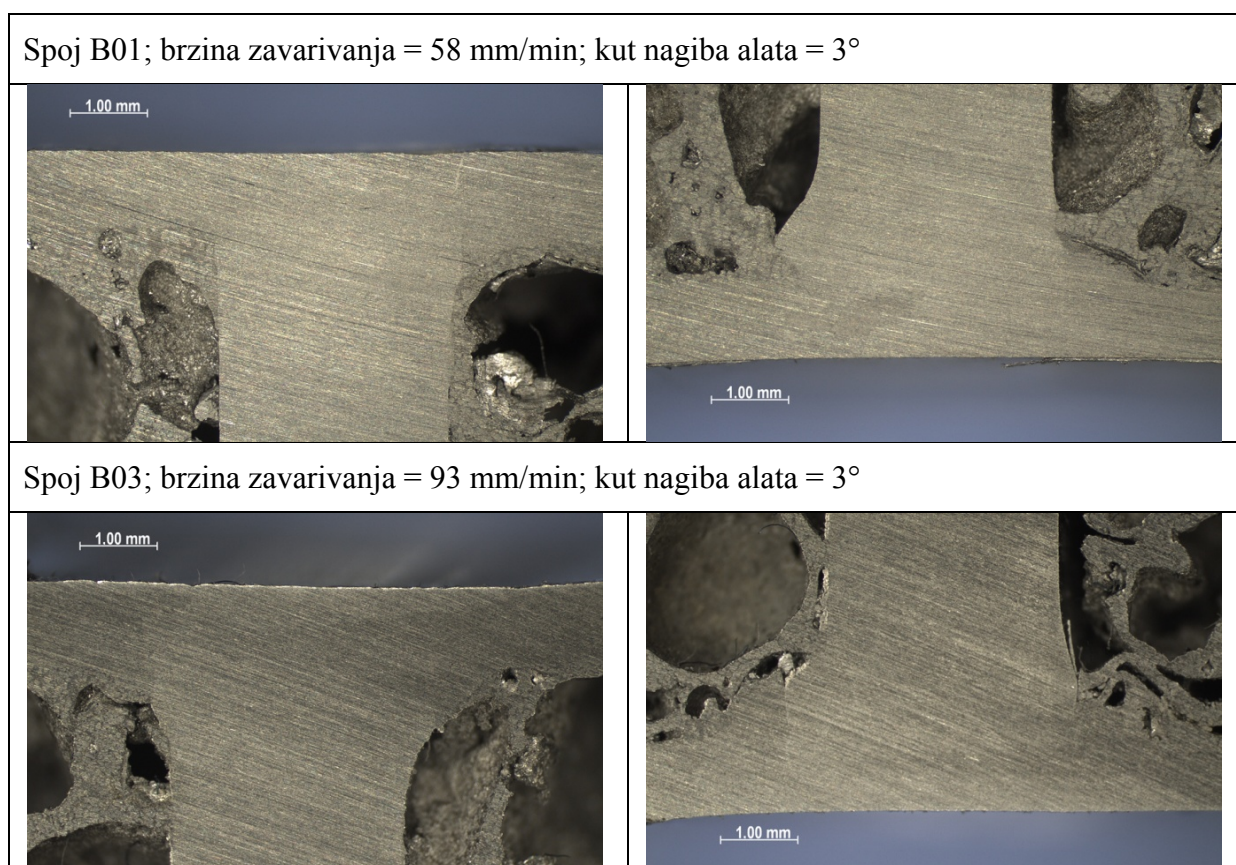 Spoj B01; brzina zavarivanja = 58 mm/min; kut nagiba alata = 3°
1.00 mm
1.00 mm
Spoj B03; brzina zavarivanja = 93 mm/min; kut nagiba alata = 3°
1.00 mm
1.00 mm